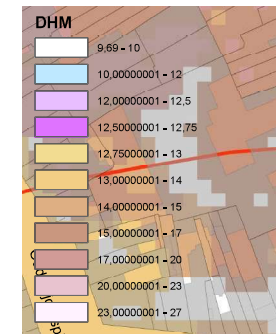 DHM
9,69 - 10
10,00000001 - 12
12,00000001 - 12,5
12,50000001 - 12,75
12,75000001 - 13
13,00000001 - 14
14,00000001 - 15
15,00000001 - 17
17,00000001 - 20
20,00000001 - 23
23,00000001 - 27